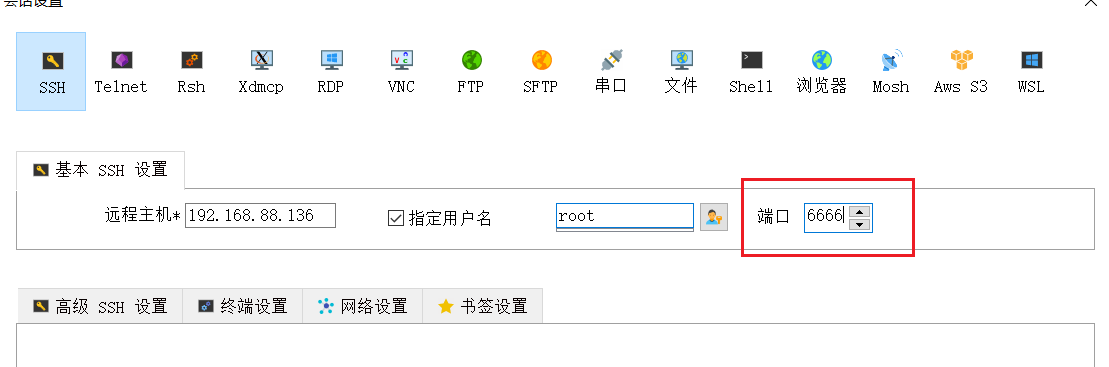 会话设置
SSH Telnet Rsh Xdmcp RDP VNC FTP SFTP 串口 文件 Shell 浏览器 Mosh Aws S3 WSL
基本 SSH 设置
远程主机* 192.168.88.136 指定用户名 root 端口 6666
高级 SSH 设置 终端设置 网络设置 书签设置